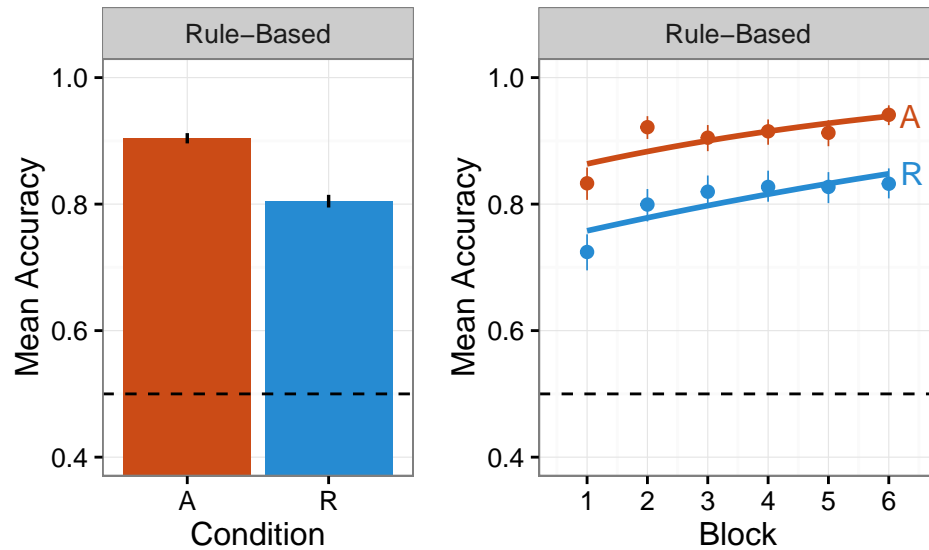 Rule−Based
Mean Accuracy
1.0
0.8
0.6
0.4
A
R
Condition
Rule−Based
Mean Accuracy
1.0
0.8
0.6
0.4
A
R
1 2 3 4 5 6
Block